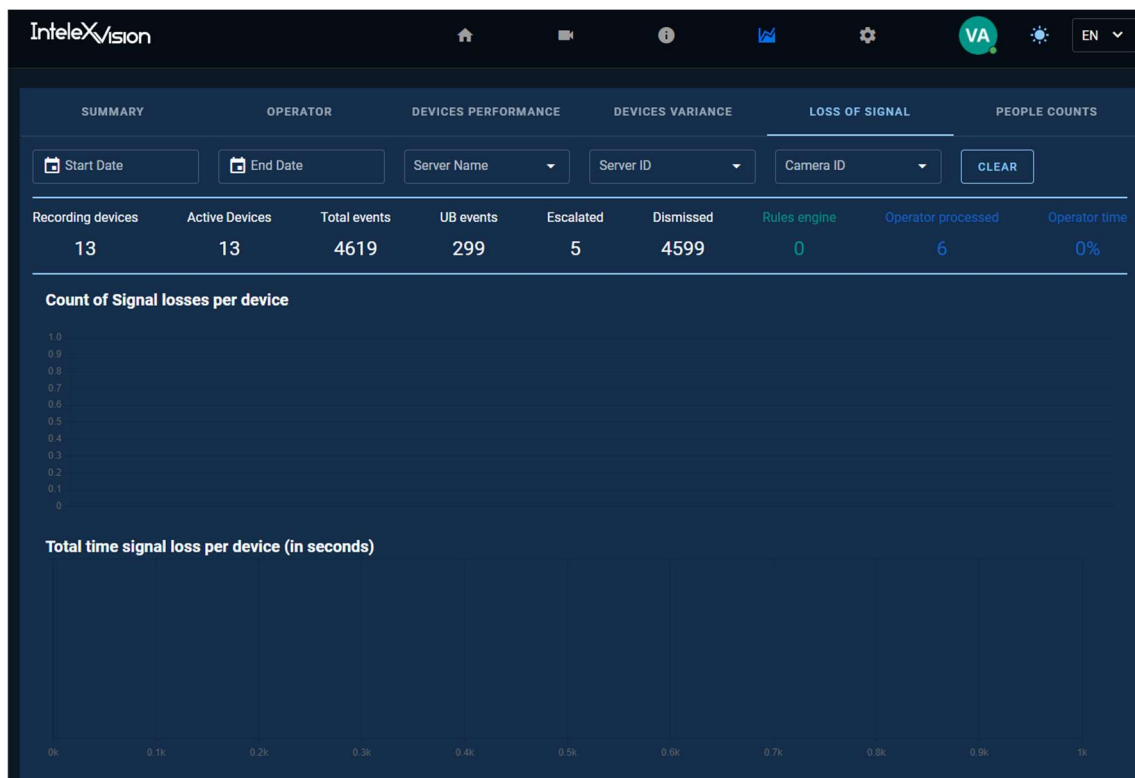 InteleXVision
VA
EN
SUMMARY OPERATOR DEVICES PERFORMANCE DEVICES VARIANCE LOSS OF SIGNAL PEOPLE COUNTS
Start Date End Date Server Name Server ID Camera ID CLEAR
Recording devices Active Devices Total events UB events Escalated Dismissed Rules engine Operator processed Operator time
13 13 4619 299 5 4599 0 6 0%
Count of Signal losses per device
1.0
0.9
0.8
0.7
0.6
0.5
0.4
0.3
0.2
0.1
0
Total time signal loss per device (in seconds)
0k 0.1k 0.2k 0.3k 0.4k 0.5k 0.6k 0.7k 0.8k 0.9k 1k